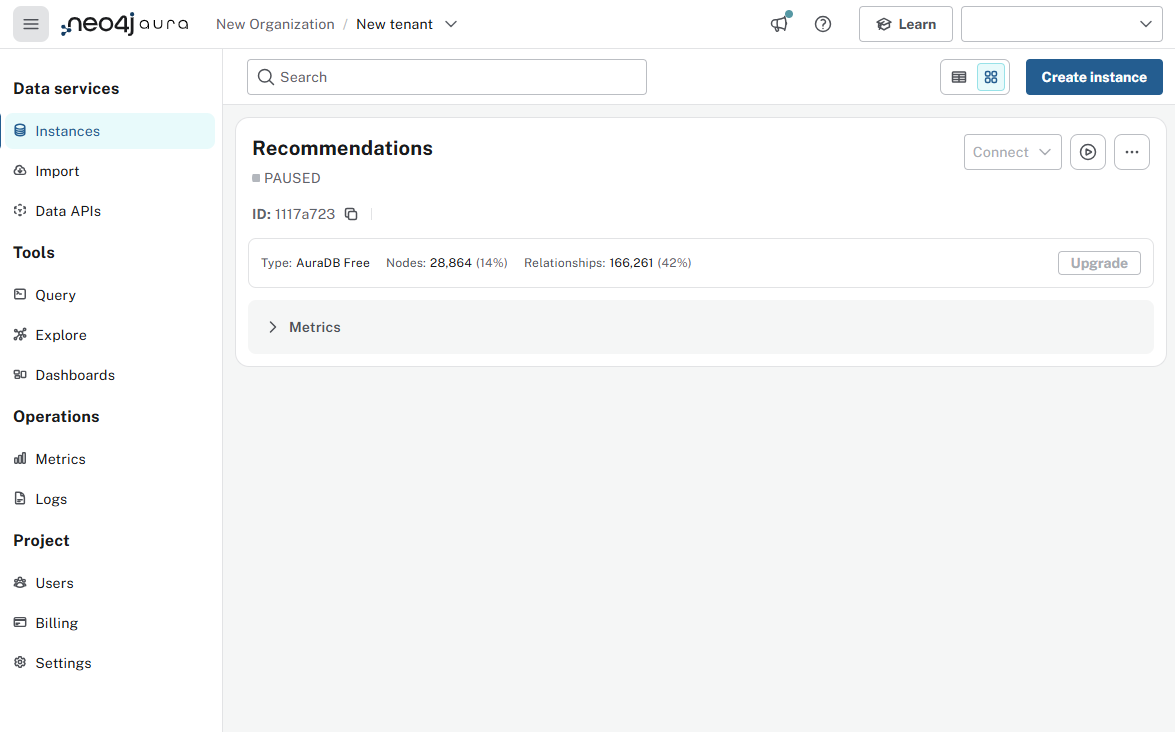 neo4j aura
New Organization / New tenant
Learn
Data services
Instances
Import
Data APIs
Tools
Query
Explore
Dashboards
Operations
Metrics
Logs
Project
Users
Billing
Settings
Search
Create instance
Recommendations
Connect
PAUSED
ID: 1117a723
Type: AuraDB Free Nodes: 28,864 (14%) Relationships: 166,261 (42%)
Upgrade
Metrics